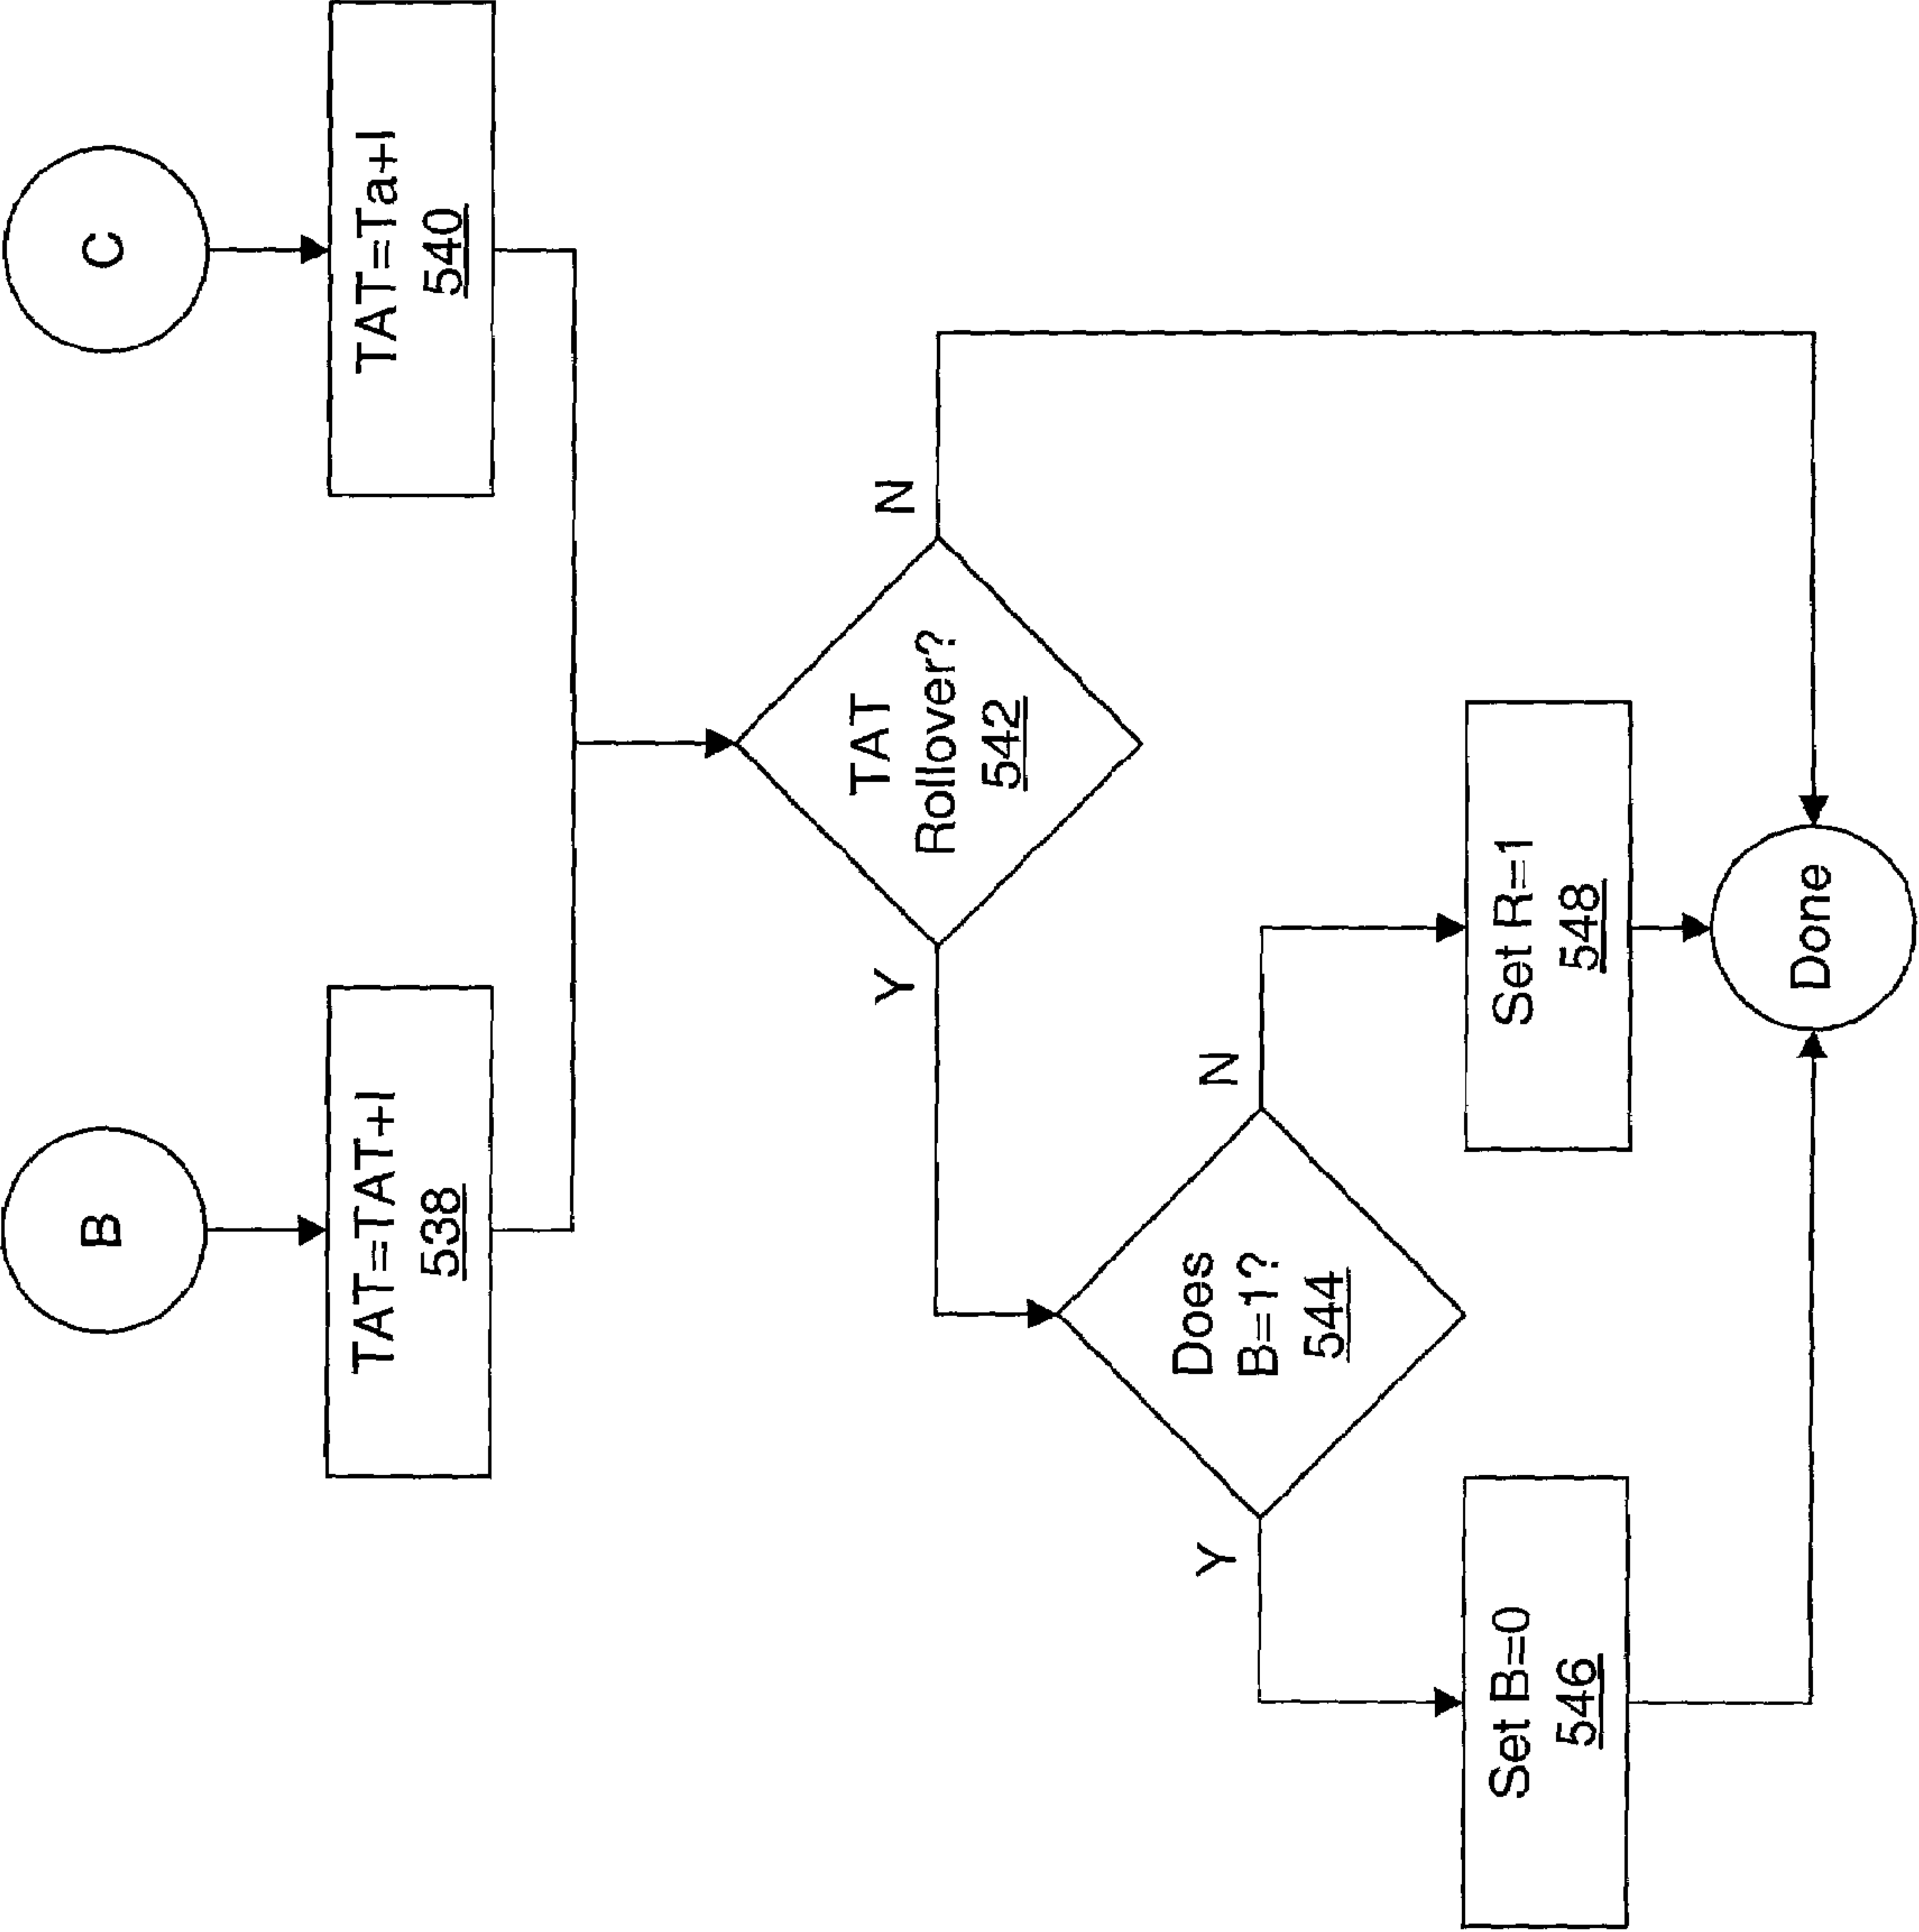 B
C
TAT=TAT+I
538
TAT=Ta+I
540
TAT
Rollover?
542
Y
N
Does
B=1?
544
Y
N
Set B=0
546
Set R=1
548
Done